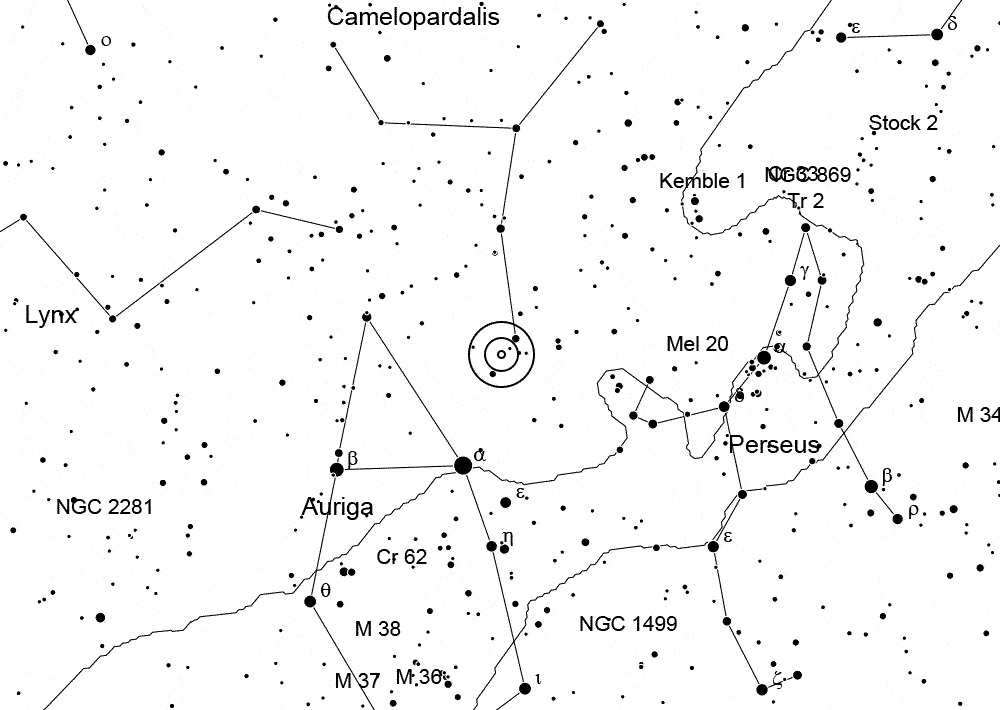 Camelopardalis
ο
ε
δ
Stock 2
NGC 869
Kemble 1
Tr 2
γ
Lynx
Mel 20
α
δ
M 34
Perseus
β
α
β
NGC 2281
Auriga
ε
ρ
η
ε
Cr 62
θ
NGC 1499
M 38
M 37
M 36
ι
ζ